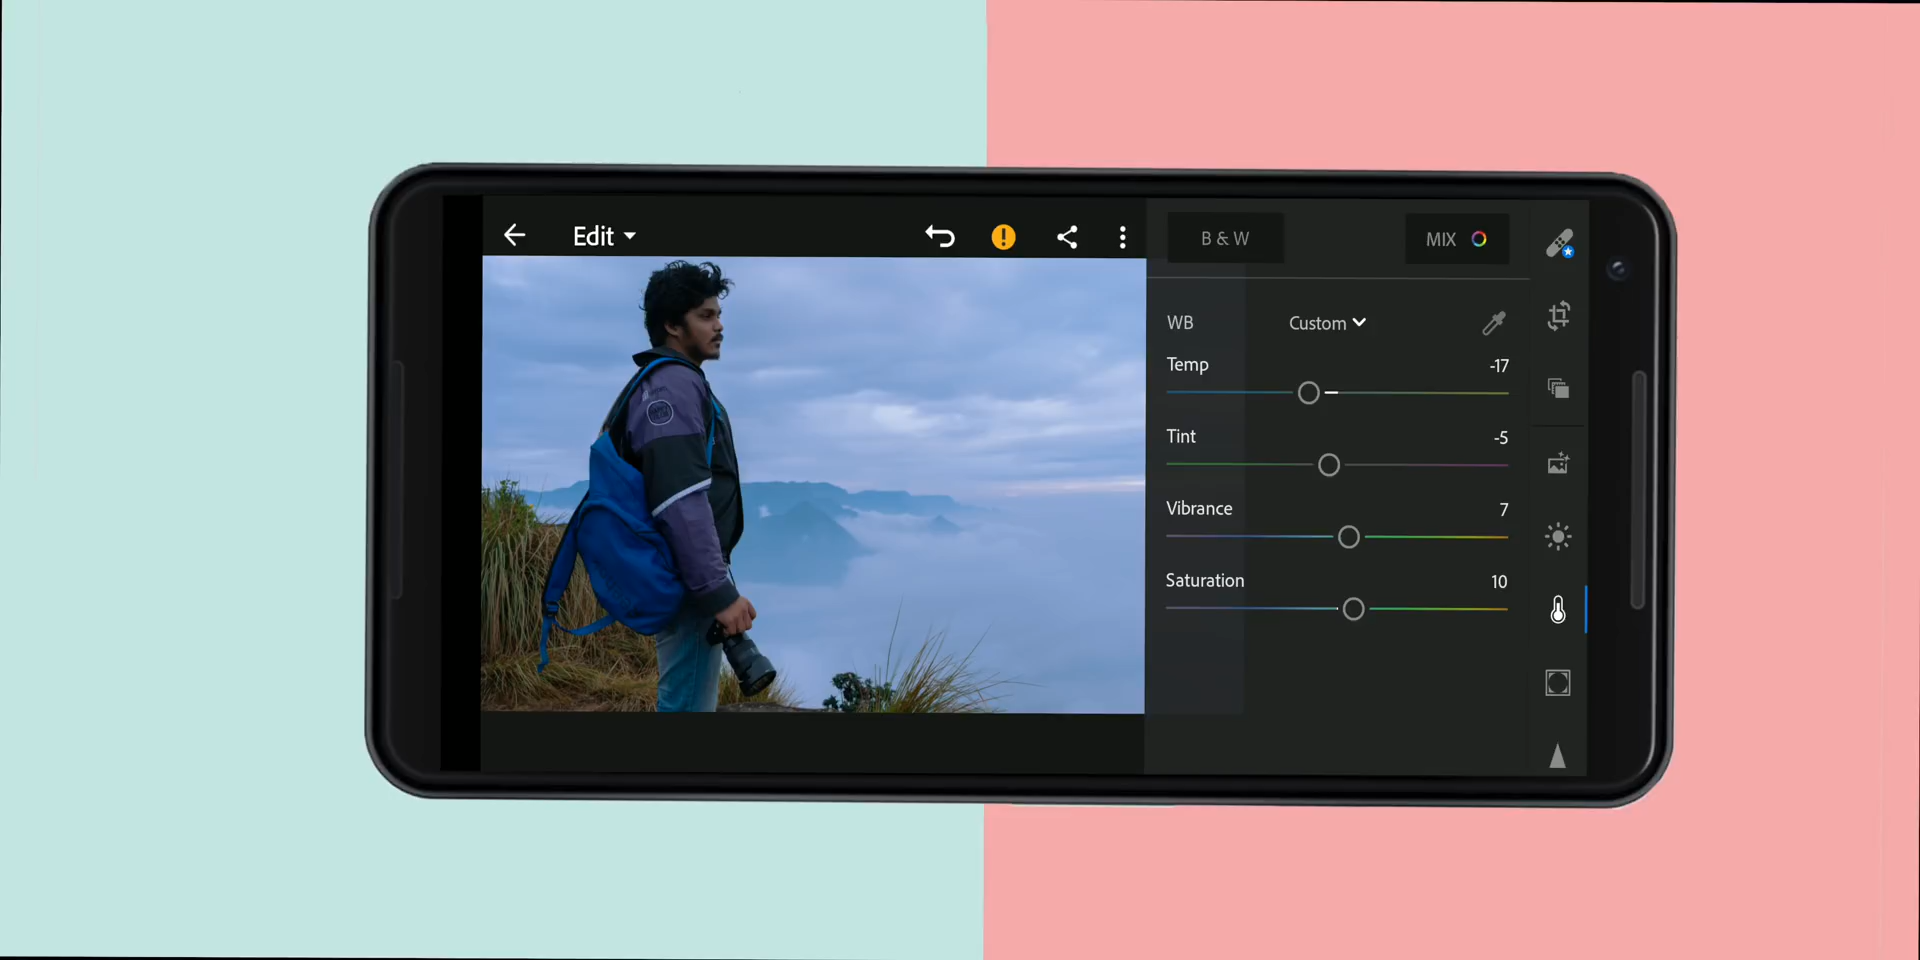 Edit
B & W
MIX
WB
Custom
Temp
-17
Tint
-5
Vibrance
7
Saturation
10